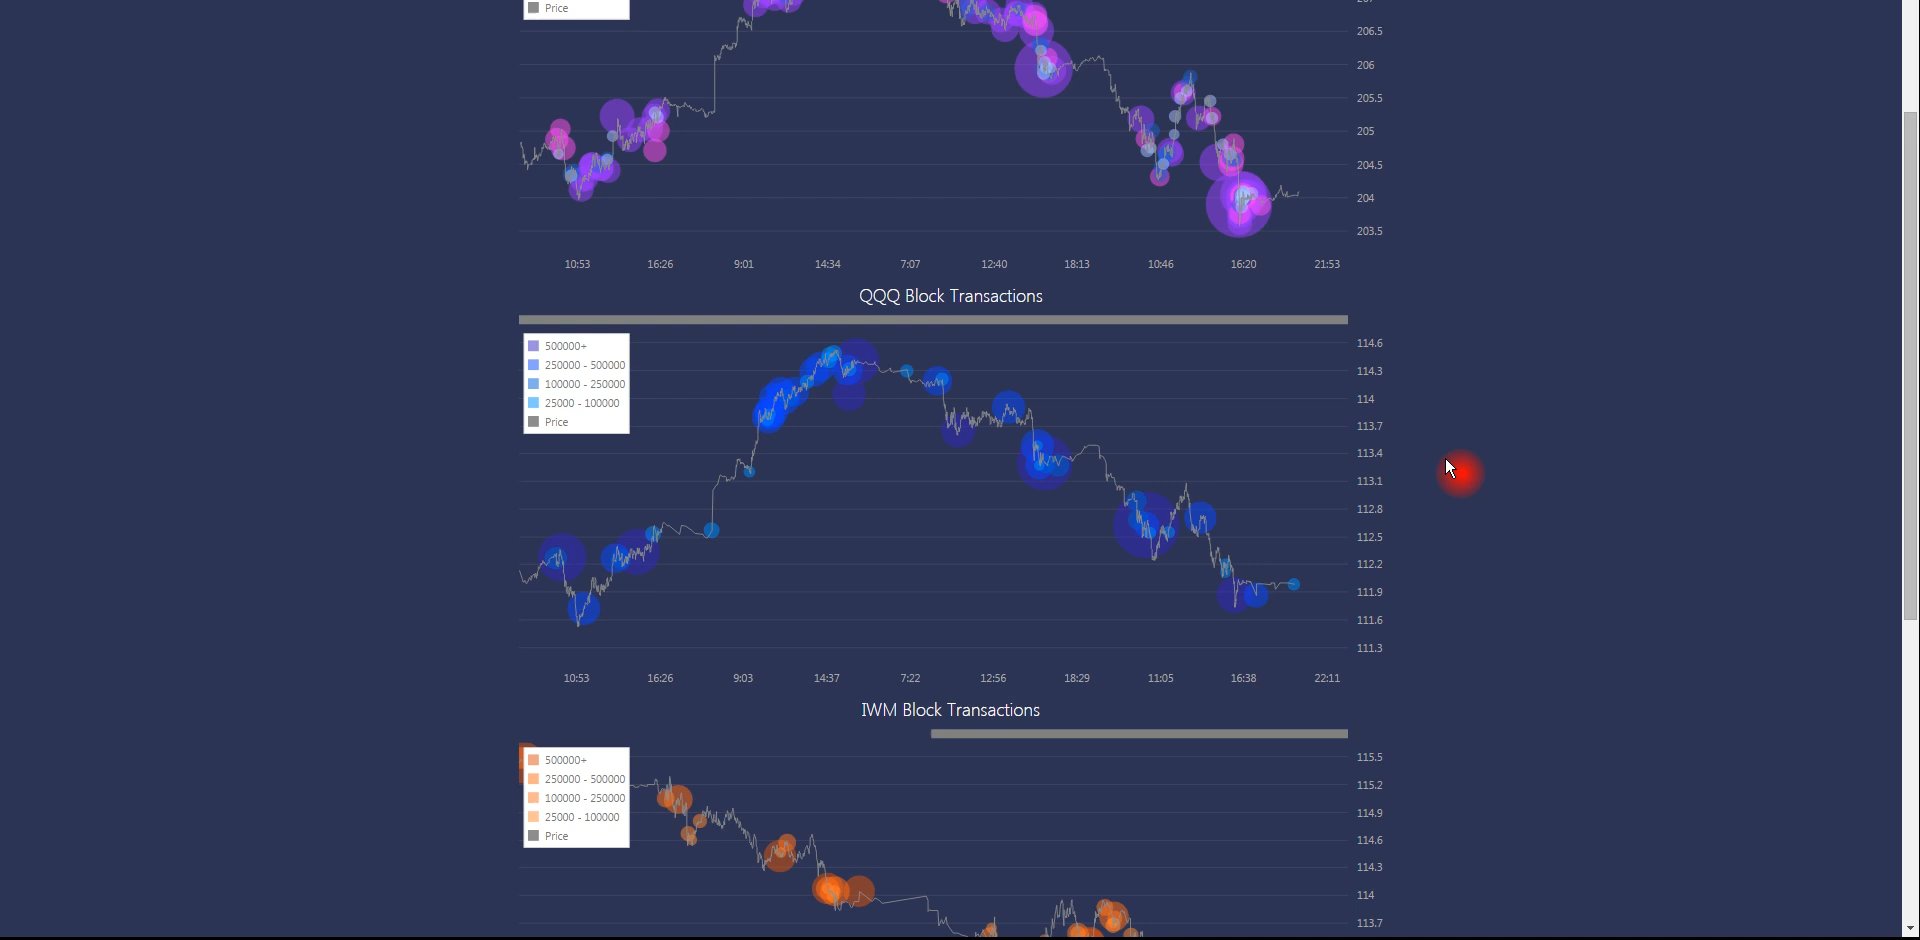 Price
206.5
206
205.5
205
204.5
204
203.5
10:53 16:26 9:01 14:34 7:07 12:40 18:13 10:46 16:20 21:53
QQQ Block Transactions
500000+
250000 - 500000
100000 - 250000
25000 - 100000
Price
114.6
114.3
114
113.7
113.4
113.1
112.8
112.5
112.2
111.9
111.6
111.3
10:53 16:26 9:03 14:37 7:22 12:56 18:29 11:05 16:38 22:11
IWM Block Transactions
500000+
250000 - 500000
100000 - 250000
25000 - 100000
Price
115.5
115.2
114.9
114.6
114.3
114
113.7